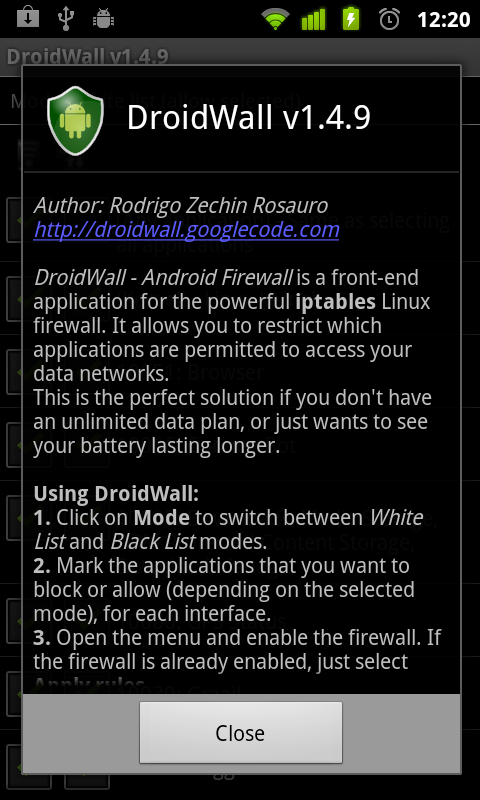 12:20
DroidWall v1.4.9
DroidWall v1.4.9
Author: Rodrigo Zechin Rosauro
http://droidwall.googlecode.com
DroidWall - Android Firewall is a front-end
application for the powerful iptables Linux
firewall. It allows you to restrict which
applications are permitted to access your
data networks.
This is the perfect solution if you don't have
an unlimited data plan, or just wants to see
your battery lasting longer.
Using DroidWall:
1. Click on Mode to switch between White
List and Black List modes.
2. Mark the applications that you want to
block or allow (depending on the selected
mode), for each interface.
3. Open the menu and enable the firewall. If
the firewall is already enabled, just select
Apply rules
Close